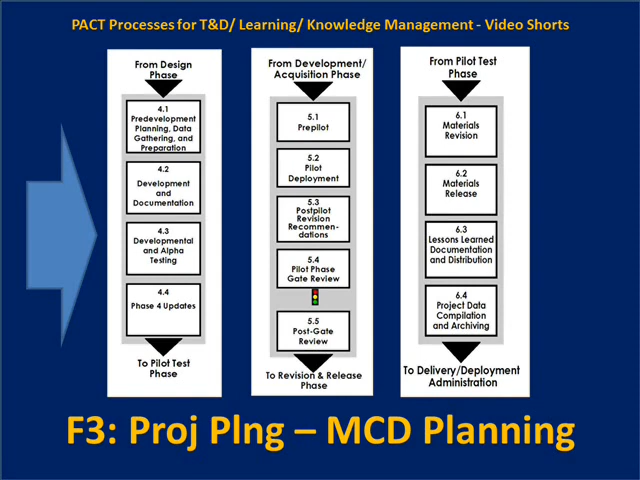 PACT Processes for T&D/ Learning/ Knowledge Management - Video Shorts
From Design
Phase
4.1
Predevelopment
Planning, Data
Gathering, and
Preparation
4.2
Development
and
Documentation
4.3
Developmental
and Alpha
Testing
4.4
Phase 4 Updates
To Pilot Test
Phase
From Development/
Acquisition Phase
5.1
Prepilot
5.2
Pilot
Deployment
5.3
Postpilot
Revision
Recommen-
dations
5.4
Pilot Phase
Gate Review
5.5
Post-Gate
Review
To Revision & Release
Phase
From Pilot Test
Phase
6.1
Materials
Revision
6.2
Materials
Release
6.3
Lessons Learned
Documentation
and Distribution
6.4
Project Data
Compilation
and Archiving
To Delivery/Deployment
Administration
F3: Proj Plng – MCD Planning